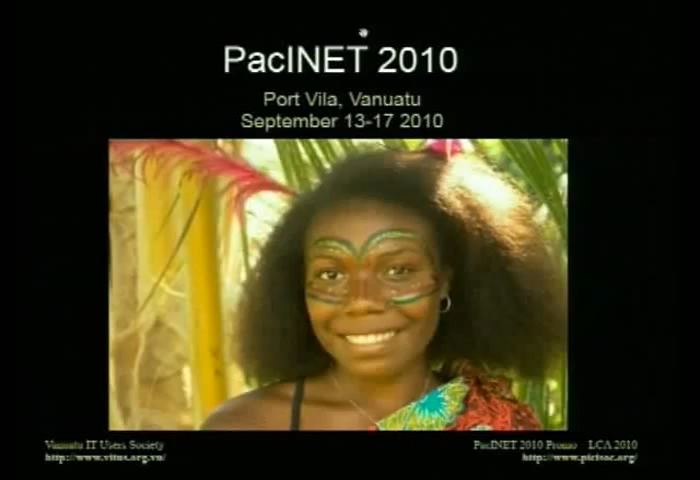 PacINET 2010
Port Vila, Vanuatu
September 13-17 2010
Vanuatu IT Users Society
http://www.vitus.org.vu/
PacINET 2010 Promo LCA 2010
http://www.picisoc.org/